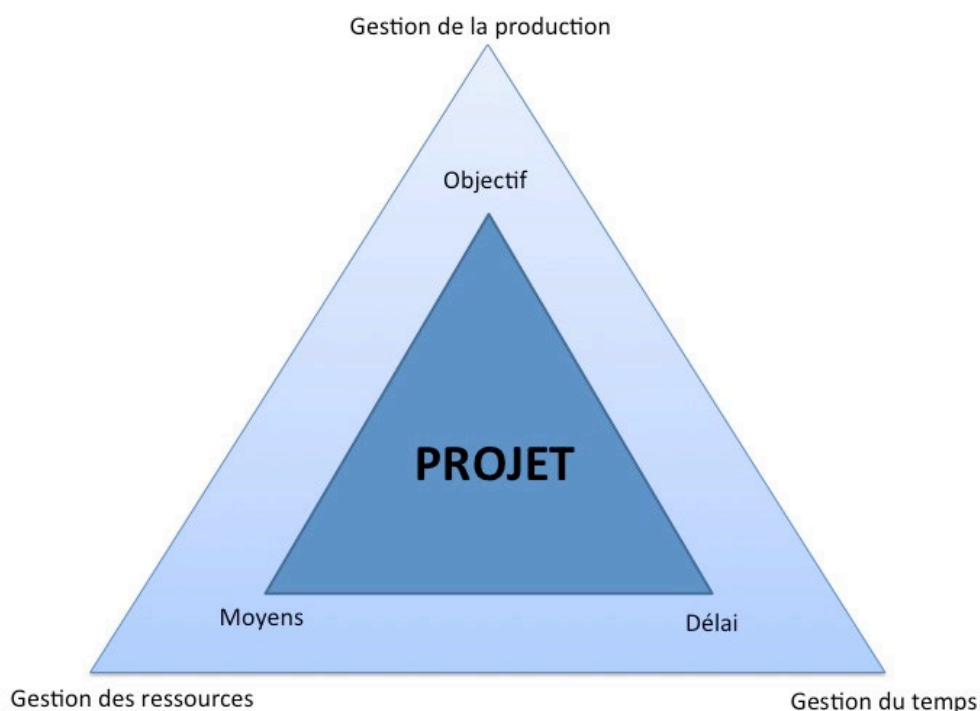 Gestion de la production
Objectif
PROJET
Moyens
Délai
Gestion des ressources
Gestion du temps